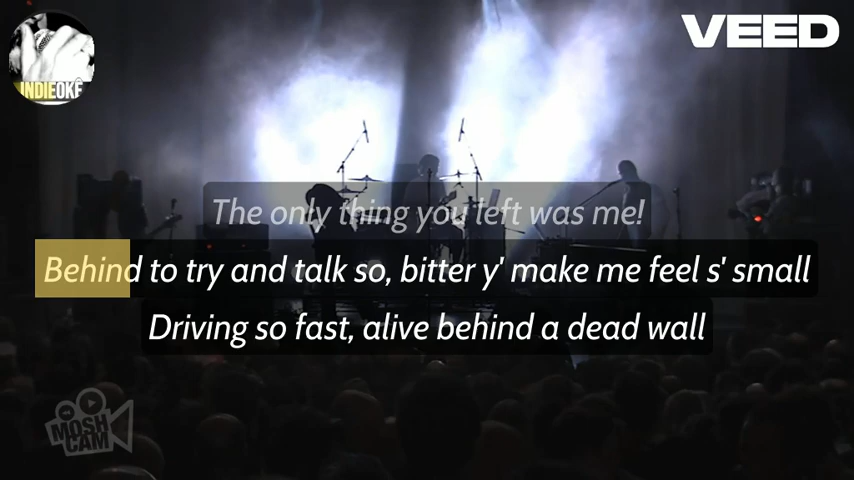 VEED
INDIEOKÊ
The only thing you left was me!
Behind to try and talk so, bitter y' make me feel s' small
Driving so fast, alive behind a dead wall
MOSH
CAM